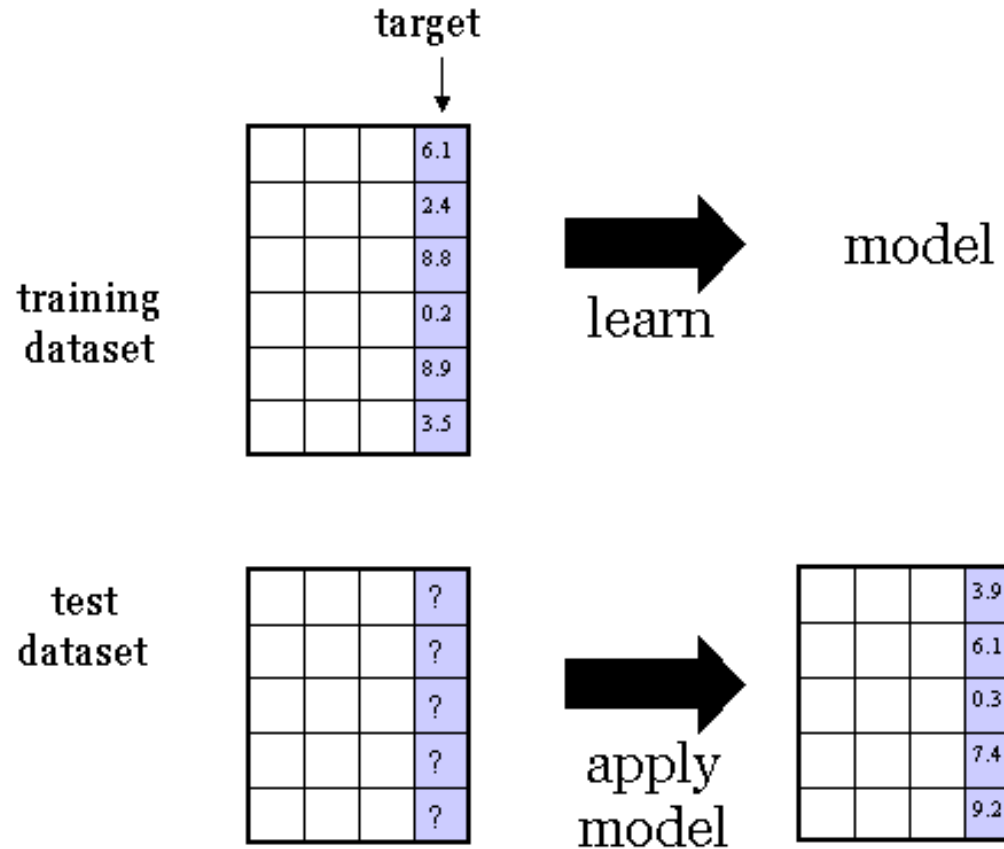 target
6.1
2.4
8.8
0.2
8.9
3.5
training
dataset
learn
model
test
dataset
?
?
?
?
?
apply
model
3.9
6.1
0.3
7.4
9.2